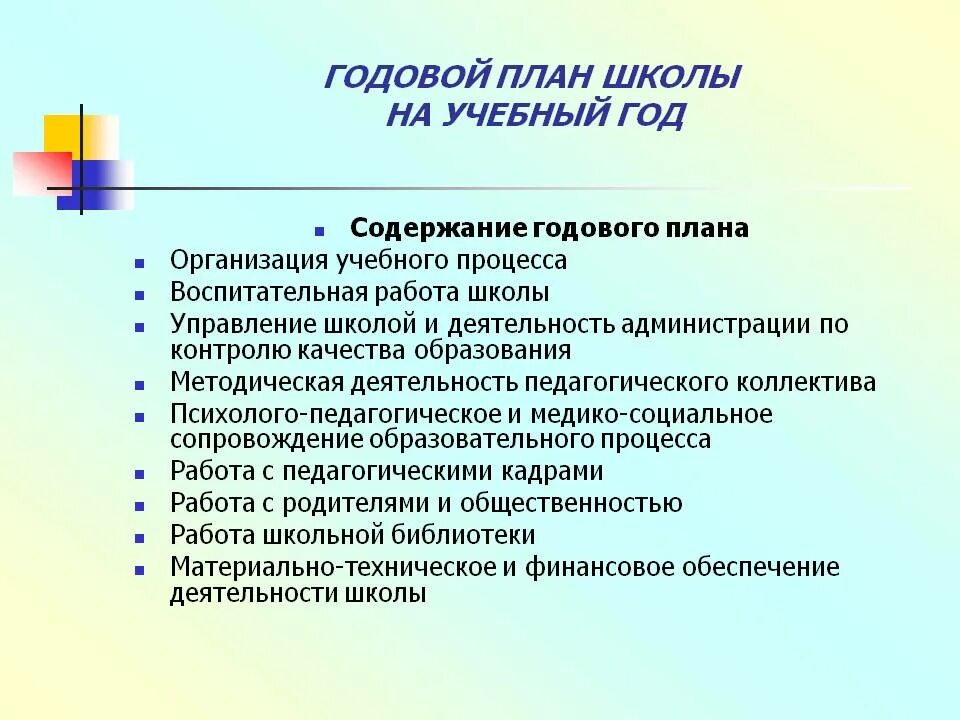 ГОДОВОЙ ПЛАН ШКОЛЫ
НА УЧЕБНЫЙ ГОД
Содержание годового плана
Организация учебного процесса
Воспитательная работа школы
Управление школой и деятельность администрации по
контролю качества образования
Методическая деятельность педагогического коллектива
Психолого-педагогическое и медико-социальное
сопровождение образовательного процесса
Работа с педагогическими кадрами
Работа с родителями и общественностью
Работа школьной библиотеки
Материально-техническое и финансовое обеспечение
деятельности школы